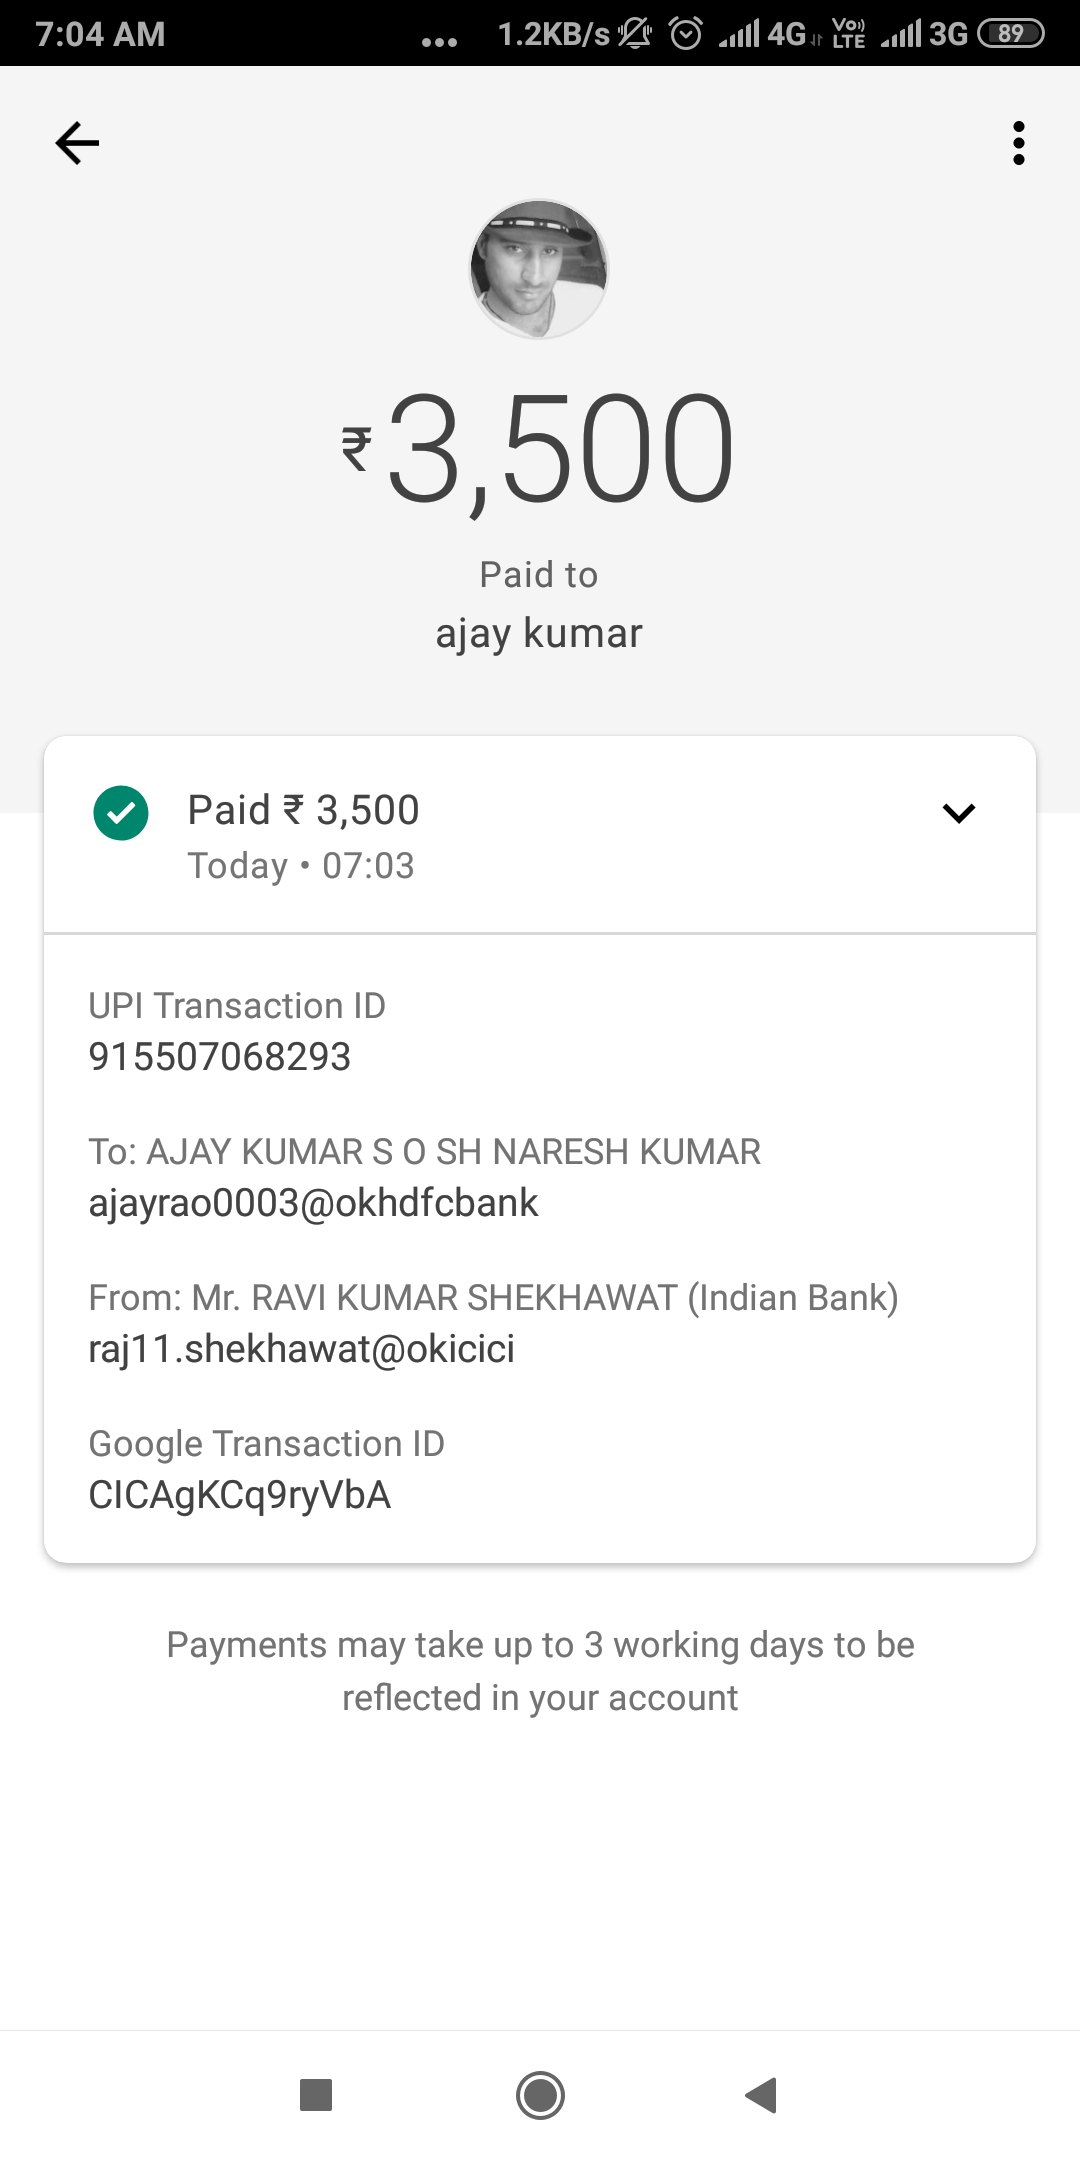 7:04 AM ... 1.2KB/s 4G VoLTE 3G 89
₹3,500
Paid to
ajay kumar
Paid ₹ 3,500
Today • 07:03
UPI Transaction ID
915507068293
To: AJAY KUMAR S O SH NARESH KUMAR
ajayrao0003@okhdfcbank
From: Mr. RAVI KUMAR SHEKHAWAT (Indian Bank)
raj11.shekhawat@okicici
Google Transaction ID
CICAgKCq9ryVbA
Payments may take up to 3 working days to be
reflected in your account